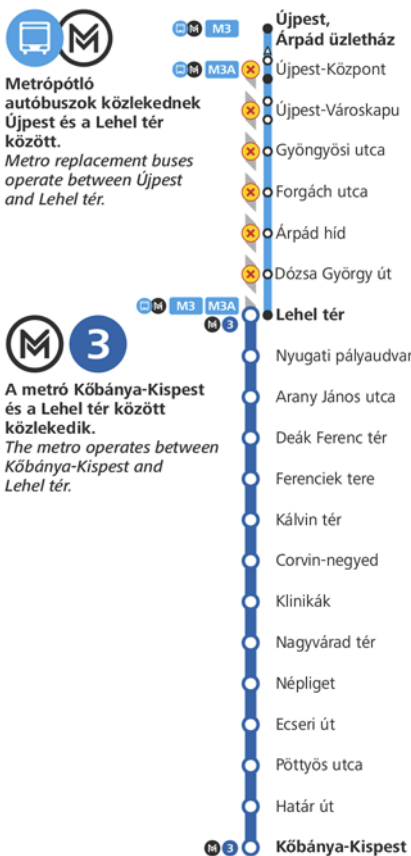 M M3
Újpest,
Árpád üzletház
M M3A
Újpest-Központ
Metrópótló
autóbuszok közlekednek
Újpest és a Lehel tér
között.
Metro replacement buses
operate between Újpest
and Lehel tér.
Újpest-Városkapu
Gyöngyösi utca
Forgách utca
Árpád híd
Dózsa György út
M M3 M3A
M 3
Lehel tér
M 3
A metró Kőbánya-Kispest
és a Lehel tér között
közlekedik.
The metro operates between
Kőbánya-Kispest and
Lehel tér.
Nyugati pályaudvar
Arany János utca
Deák Ferenc tér
Ferenciek tere
Kálvin tér
Corvin-negyed
Klinikák
Nagyvárad tér
Népliget
Ecseri út
Pöttyös utca
Határ út
M 3 Kőbánya-Kispest